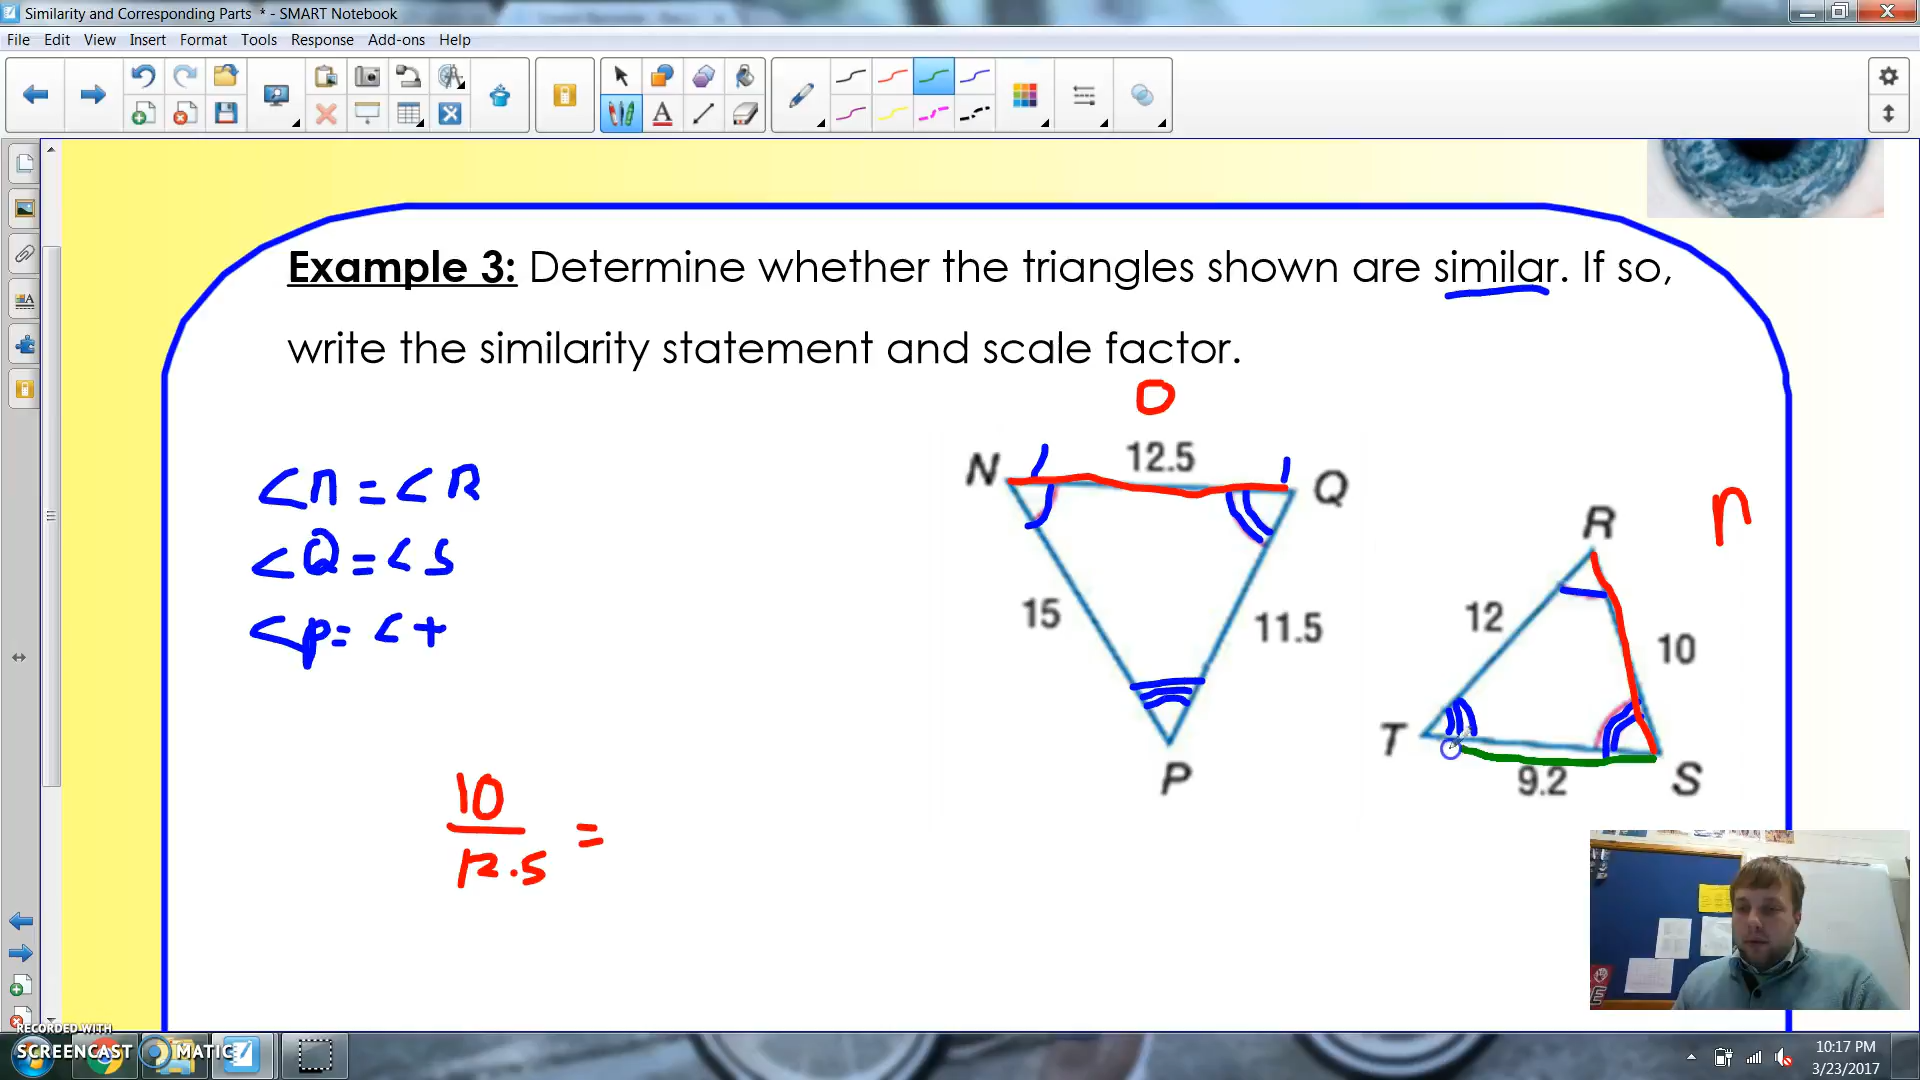 Similarity and Corresponding Parts * - SMART Notebook
File Edit View Insert Format Tools Response Add-ons Help
Example 3: Determine whether the triangles shown are similar. If so,
write the similarity statement and scale factor.
O
N 12.5 Q
<n = <R
<Q = <S
<p = <t
15 11.5
P
n
R
12 10
T 9.2 S
10
12.5 =
RECORDED WITH
SCREENCAST MATIC
10:17 PM
3/23/2017